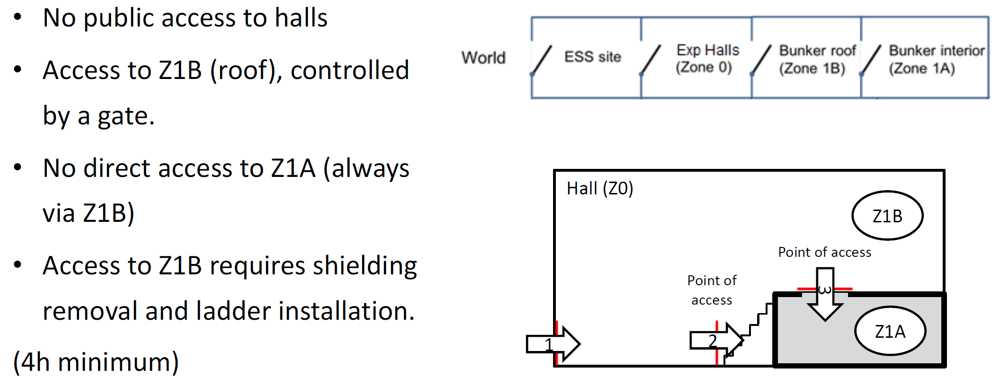 • No public access to halls
• Access to Z1B (roof), controlled
by a gate.
• No direct access to Z1A (always
via Z1B)
• Access to Z1B requires shielding
removal and ladder installation.
(4h minimum)
World
ESS site
Exp Halls
(Zone 0)
Bunker roof
(Zone 1B)
Bunker interior
(Zone 1A)
Hall (Z0)
Z1B
Point of access
3
Point of
access
Z1A
1
2